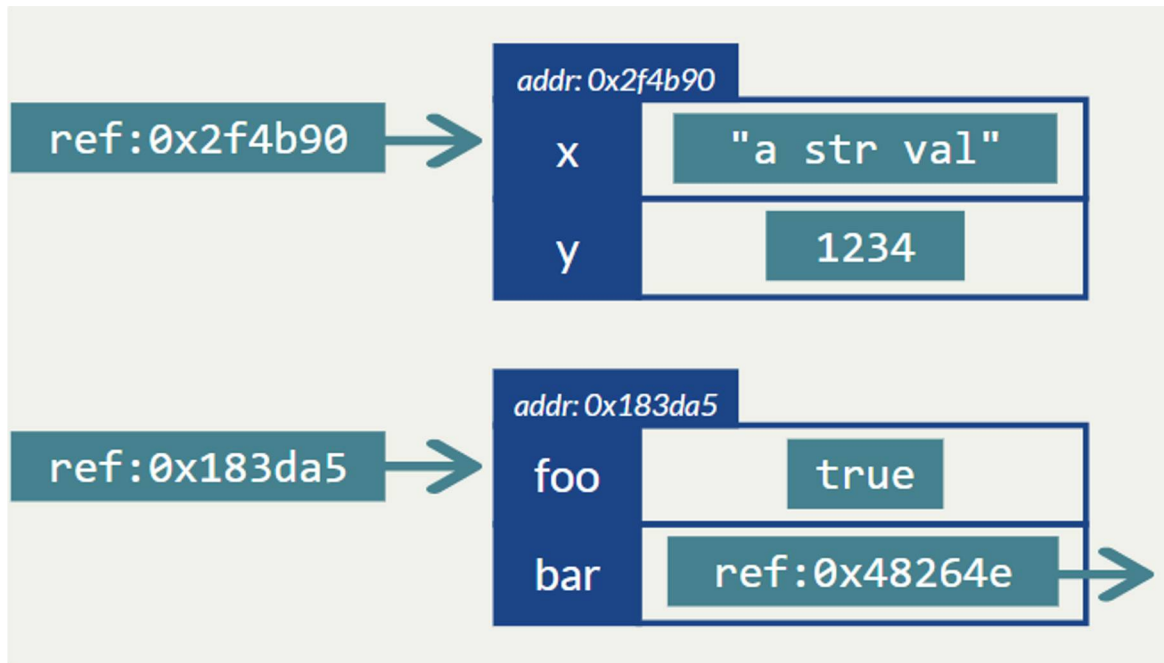 addr: 0x2f4b90
ref:0x2f4b90
x "a str val"
y 1234
addr: 0x183da5
ref:0x183da5
foo true
bar ref:0x48264e